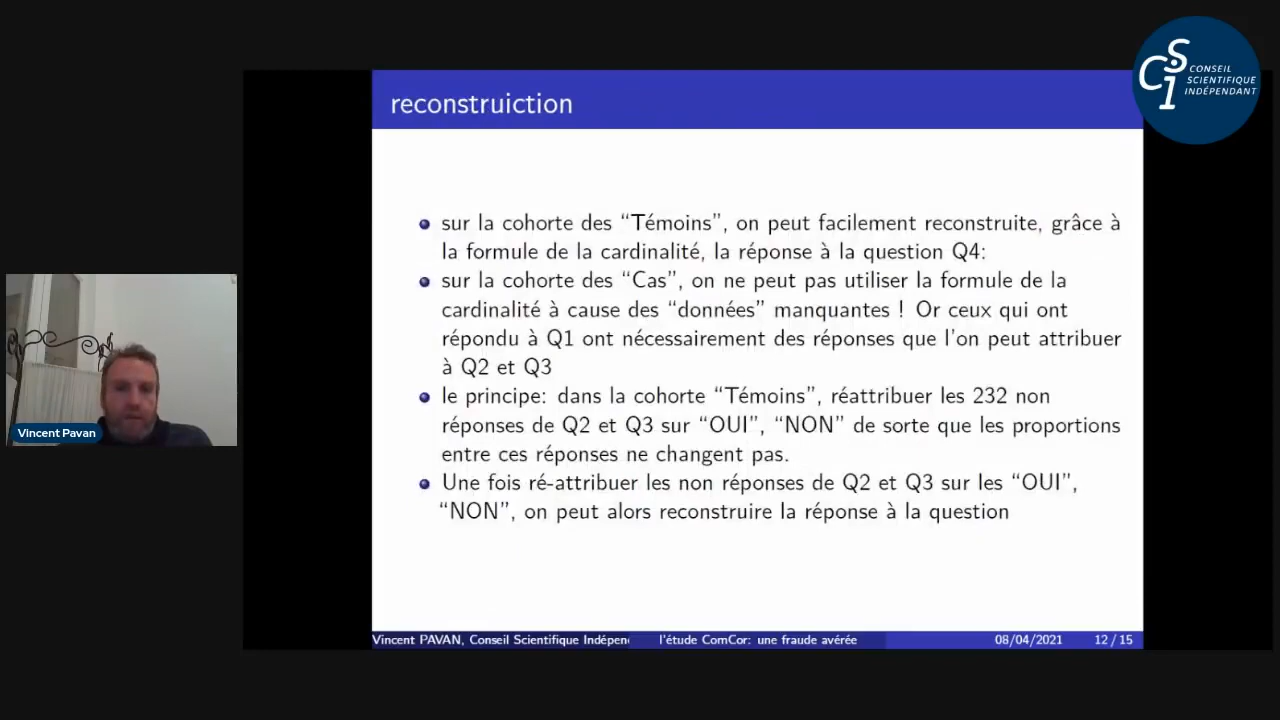 CSI
CONSEIL
SCIENTIFIQUE
INDÉPENDANT
reconstruiction
sur la cohorte des “Témoins”, on peut facilement reconstruite, grâce à
la formule de la cardinalité, la réponse à la question Q4:
sur la cohorte des “Cas”, on ne peut pas utiliser la formule de la
cardinalité à cause des “données” manquantes ! Or ceux qui ont
répondu à Q1 ont nécessairement des réponses que l'on peut attribuer
à Q2 et Q3
le principe: dans la cohorte “Témoins”, réattribuer les 232 non
réponses de Q2 et Q3 sur “OUI”, “NON” de sorte que les proportions
entre ces réponses ne changent pas.
Une fois ré-attribuer les non réponses de Q2 et Q3 sur les “OUI”,
“NON”, on peut alors reconstruire la réponse à la question
Vincent Pavan
Vincent PAVAN, Conseil Scientifique Indépen l'étude ComCor: une fraude avérée 08/04/2021 12 / 15